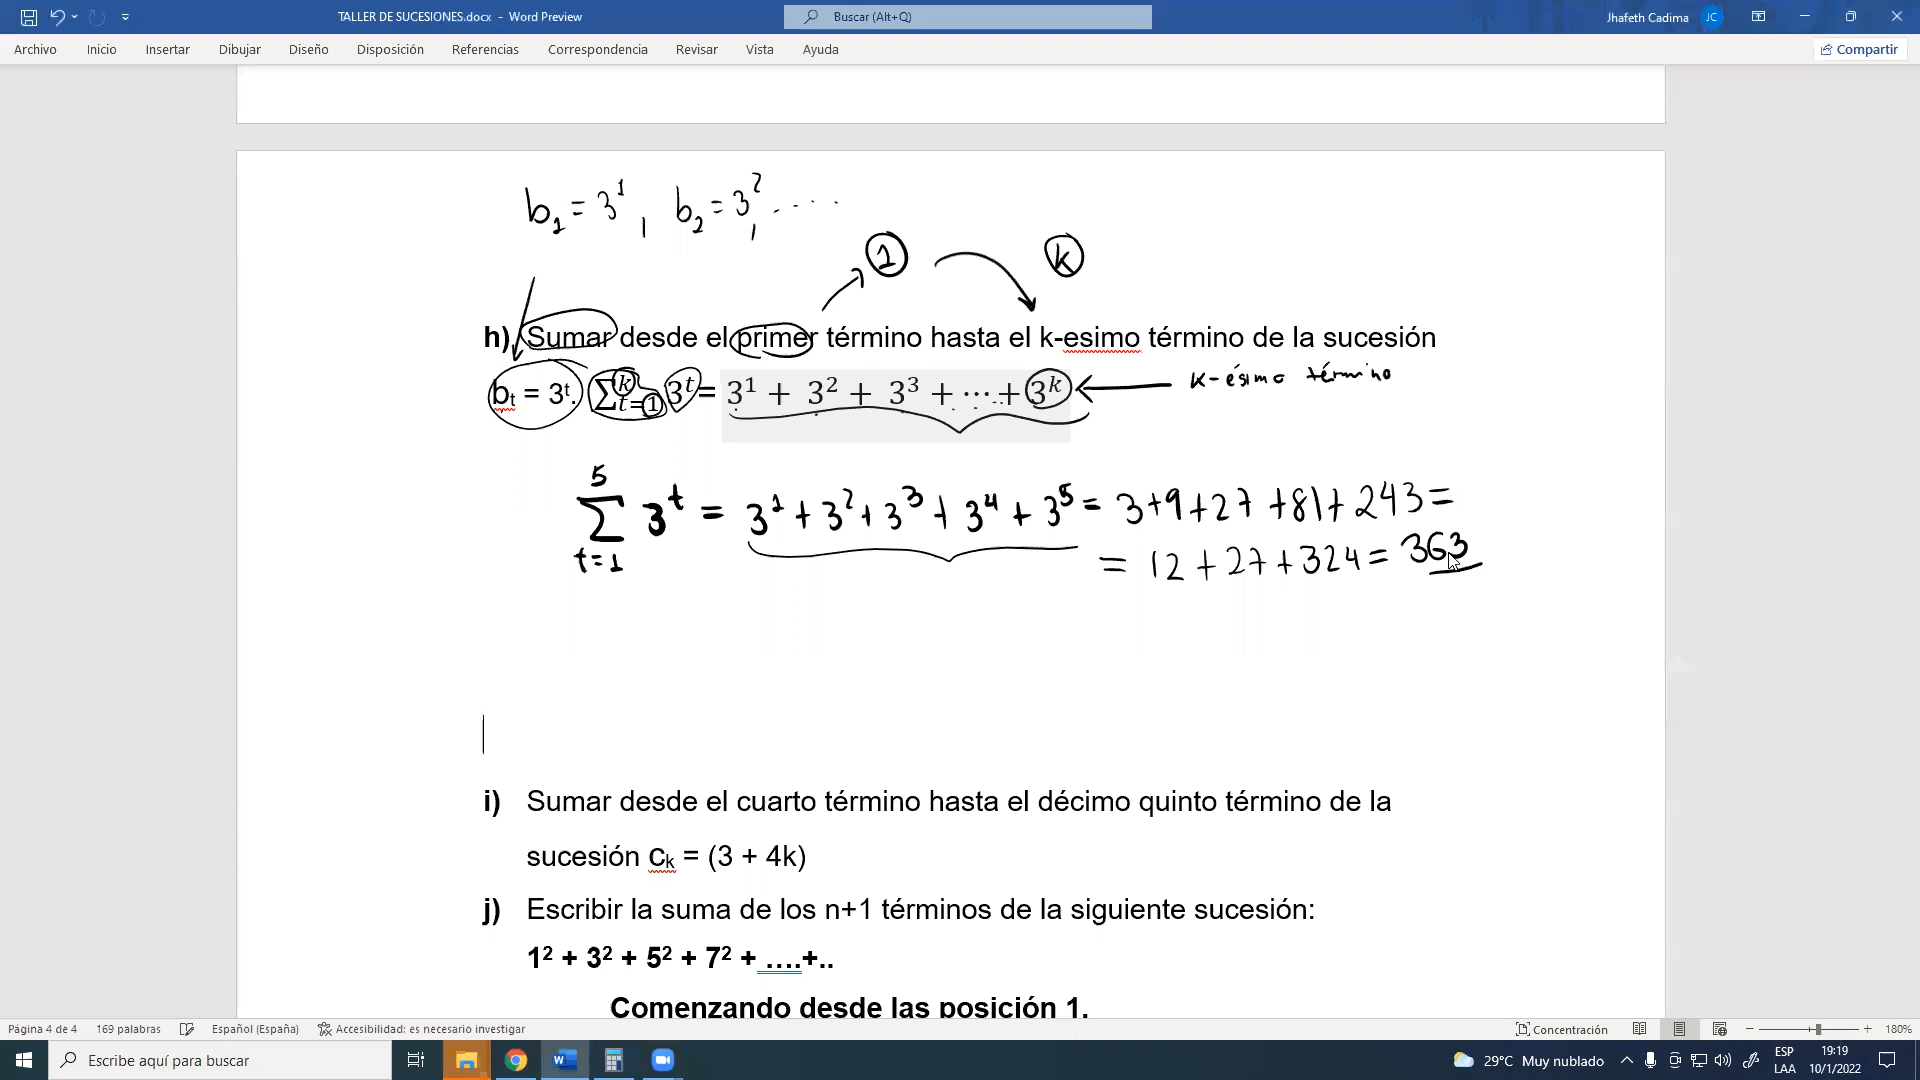 TALLER DE SUCESIONES.docx - Word Preview
Buscar (Alt+Q)
Jhafeth Cadima JC
Archivo Inicio Insertar Dibujar Diseño Disposición Referencias Correspondencia Revisar Vista Ayuda Compartir
b₁ = 3¹, b₂ = 3², ....
1 k
h) Sumar desde el primer término hasta el k-esimo término de la sucesión
bₜ = 3ᵗ. ∑ᵏₜ₌₁ 3ᵗ = 3¹ + 3² + 3³ + ⋯ + 3ᵏ k-ésimo término
5
∑ 3ᵗ = 3¹ + 3² + 3³ + 3⁴ + 3⁵ = 3+9+27+81+243=
t=1
= 12 + 27 + 324 = 363
i) Sumar desde el cuarto término hasta el décimo quinto término de la
sucesión cₖ = (3 + 4k)
j) Escribir la suma de los n+1 términos de la siguiente sucesión:
1² + 3² + 5² + 7² + ….+..
Comenzando desde las posición 1.
Página 4 de 4 169 palabras Español (España) Accesibilidad: es necesario investigar Concentración 180%
Escribe aquí para buscar
29°C Muy nublado ESP LAA 19:19 10/1/2022